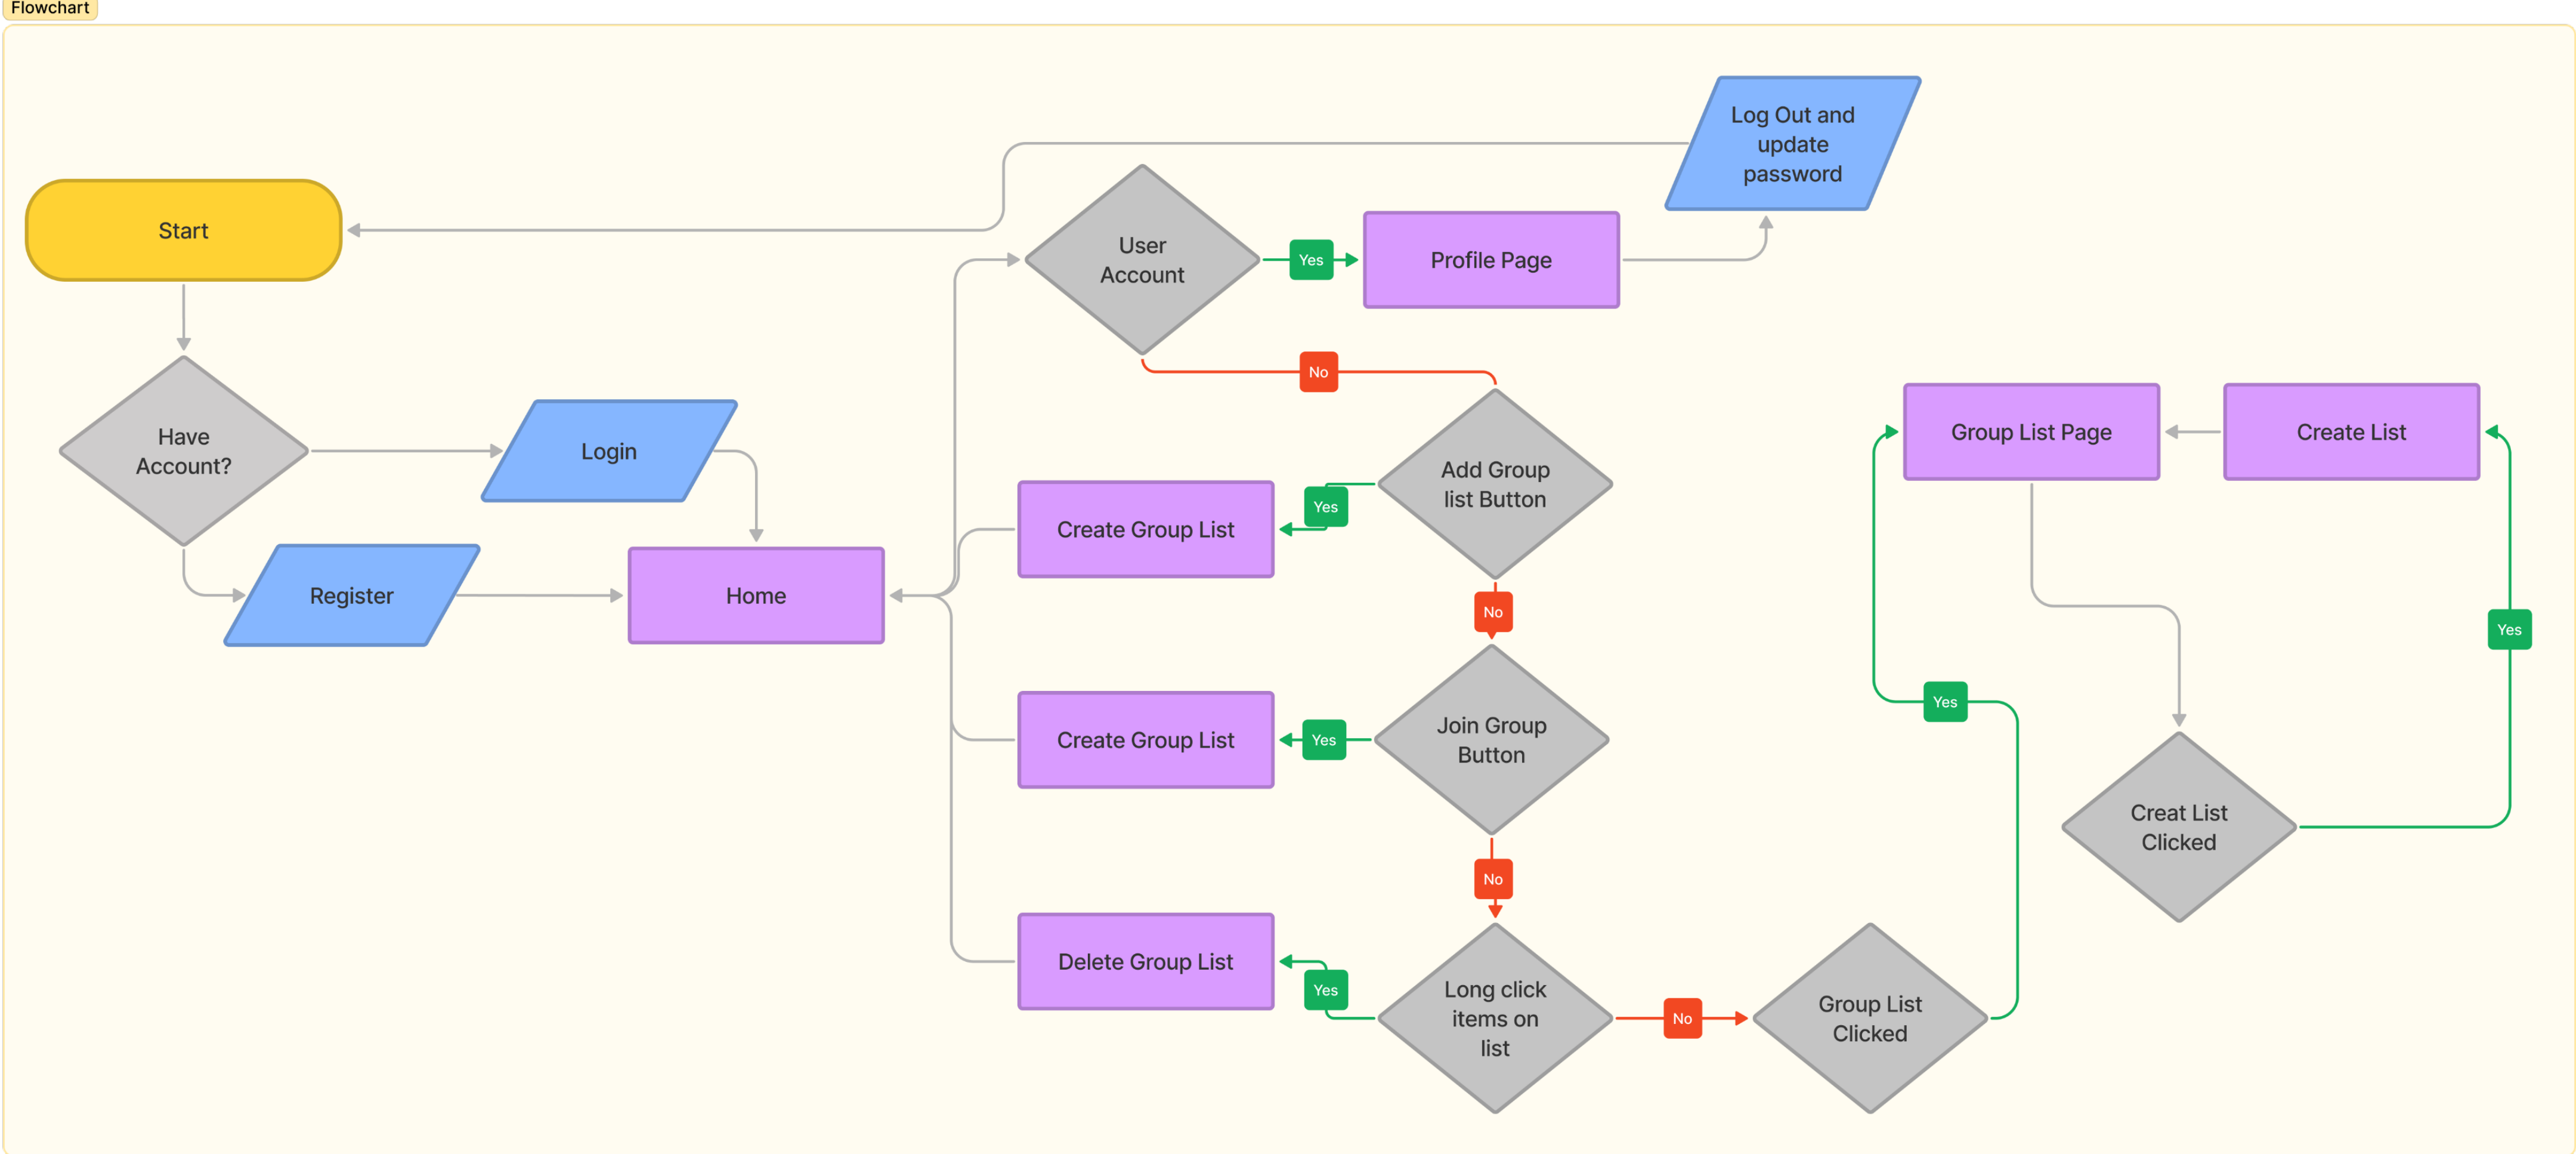 Flowchart
Log Out and
update
password
Start
User
Account
Yes
Profile Page
No
Have
Account?
Login
Add Group
list Button
Yes
Create Group List
Group List Page
Create List
Register
Home
No
Yes
Join Group
Button
Yes
Create Group List
Yes
Creat List
Clicked
No
Delete Group List
Yes
Long click
items on
list
No
Group List
Clicked